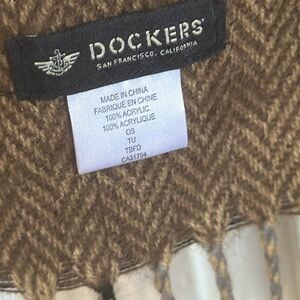 DOCKERS
SAN FRANCISCO, CALIFORNIA
MADE IN CHINA
FABRIQUÉ EN CHINE
100% ACRYLIC
100% ACRYLIQUE
OS
TU
TBFD
CA31794